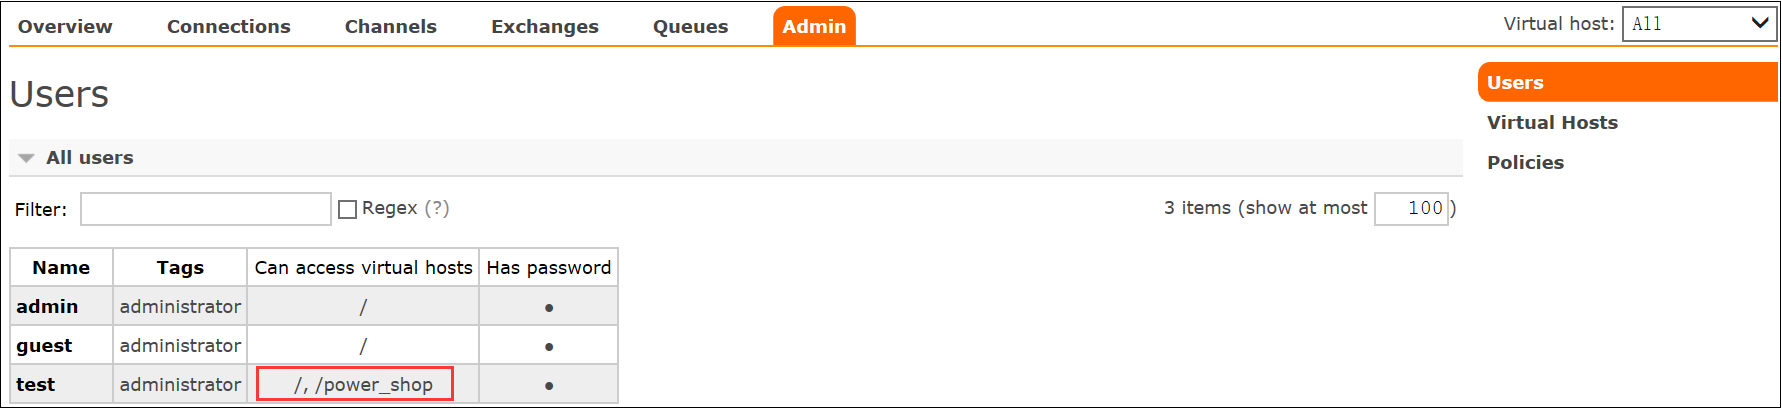 Overview Connections Channels Exchanges Queues Admin Virtual host: All
Users
Users
Virtual Hosts
Policies
All users
Filter: Regex (?) 3 items (show at most 100 )
Name Tags Can access virtual hosts Has password
admin administrator / ●
guest administrator / ●
test administrator /, /power_shop ●